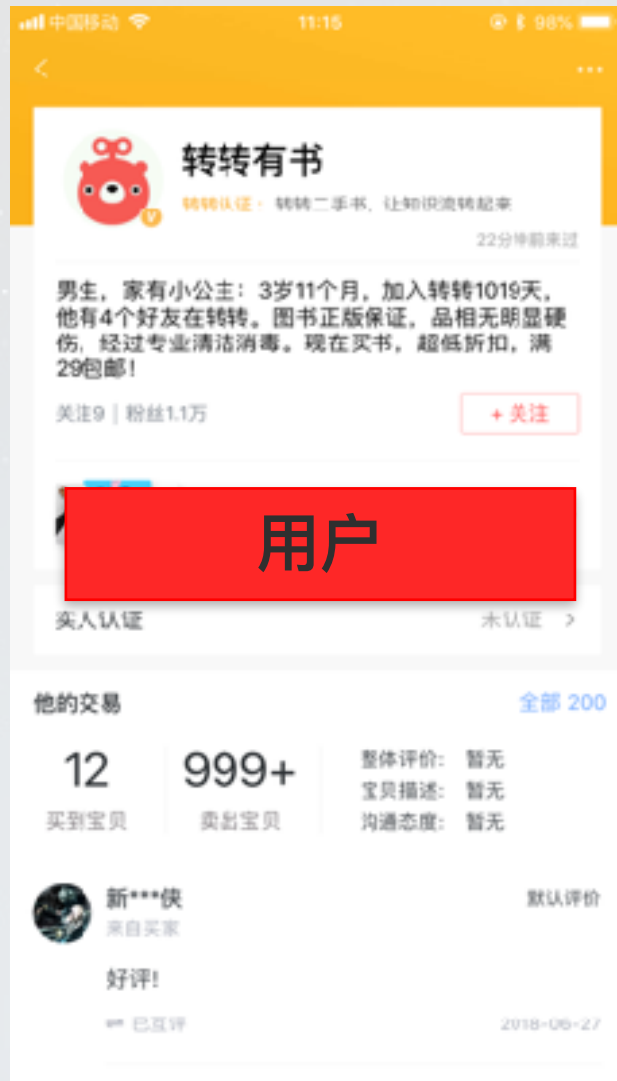 中国移动 11:15 98%
转转有书
转转认证： 转转二手书，让知识流转起来
22分钟前来过
男生，家有小公主：3岁11个月，加入转转1019天，
他有4个好友在转转。图书正版保证，品相无明显硬
伤，经过专业清洁消毒。现在买书，超低折扣，满
29包邮！
关注9｜粉丝1.1万 + 关注
用户
实人认证 未认证
他的交易 全部 200
12 999+
买到宝贝 卖出宝贝
整体评价： 暂无
宝贝描述： 暂无
沟通态度： 暂无
新***侠 默认评价
来自买家
好评!
已互评 2018-06-27